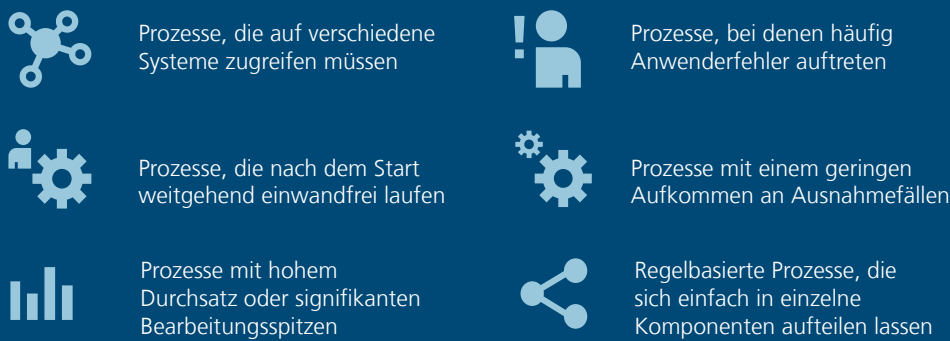 Prozesse, die auf verschiedene
Systeme zugreifen müssen
Prozesse, bei denen häufig
Anwenderfehler auftreten
Prozesse, die nach dem Start
weitgehend einwandfrei laufen
Prozesse mit einem geringen
Aufkommen an Ausnahmefällen
Prozesse mit hohem
Durchsatz oder signifikanten
Bearbeitungsspitzen
Regelbasierte Prozesse, die
sich einfach in einzelne
Komponenten aufteilen lassen